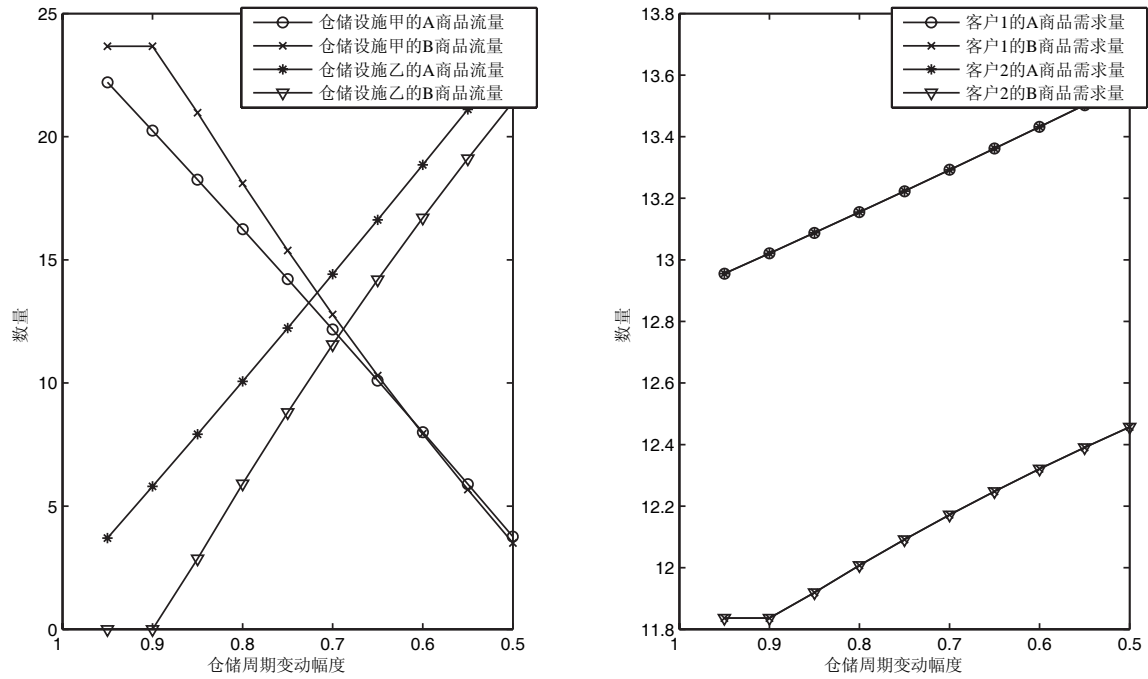 仓储设施甲的A商品流量
仓储设施甲的B商品流量
仓储设施乙的A商品流量
仓储设施乙的B商品流量
25
20
15
10
5
0
数量
1
0.9
0.8
0.7
0.6
0.5
仓储周期变动幅度
客户1的A商品需求量
客户1的B商品需求量
客户2的A商品需求量
客户2的B商品需求量
13.8
13.6
13.4
13.2
13
12.8
12.6
12.4
12.2
12
11.8
数量
1
0.9
0.8
0.7
0.6
0.5
仓储周期变动幅度